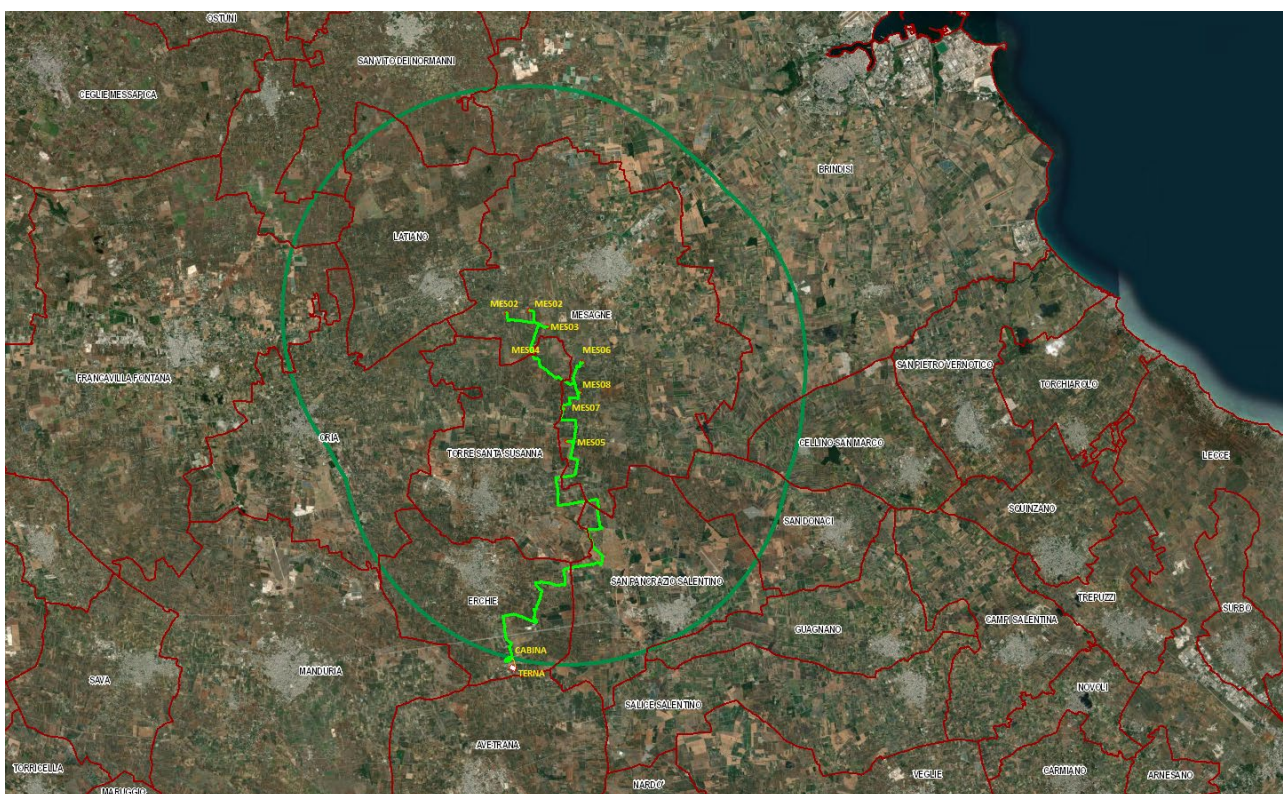 OSTUNI
SAN VITO DEI NORMANNI
CEGLIE MESSAPICA
BRINDISI
LATIANO
MES02
MES02
MESAGNE
MES03
MES04
MES06
SAN PIETRO VERNOTICO
TORCHIAROLO
FRANCAVILLA FONTANA
MES08
MES07
ORIA
MES05
CELLINO SAN MARCO
TORRE SANTA SUSANNA
LECCE
SQUINZANO
SAN DONACI
SAN PANCRAZIO SALENTINO
ERCHIE
TREPUZZI
SURBO
CAMPI SALENTINA
GUAGNANO
CABINA
MANDURIA
TERNA
SAVA
NOVOLI
SALICE SALENTINO
AVETRANA
TORRICELLA
CARMIANO
ARNESANO
VEGLIE
NARDO'
MARUGGIO